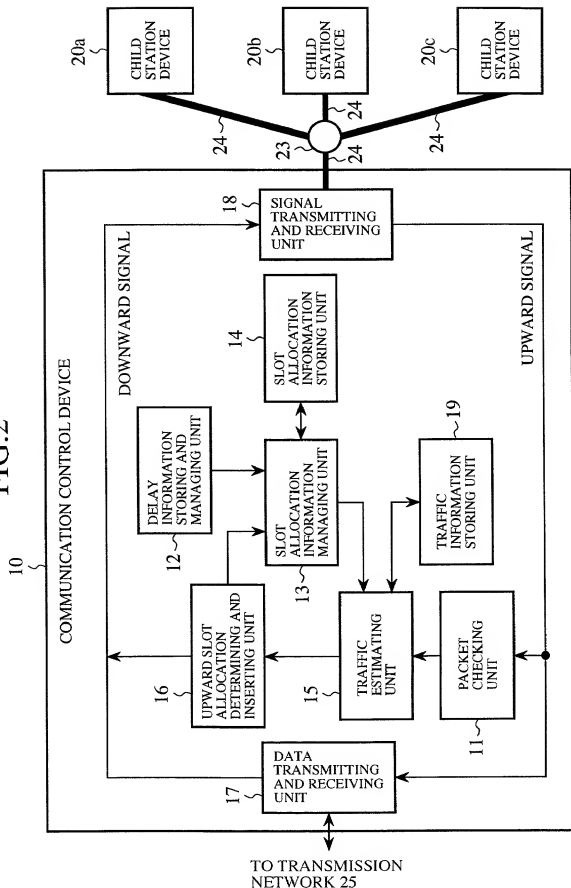 FIG.2
10
COMMUNICATION CONTROL DEVICE
DOWNWARD SIGNAL
UPWARD SIGNAL
12
DELAY
INFORMATION
STORING AND
MANAGING UNIT
16
UPWARD SLOT
ALLOCATION
DETERMINING AND
INSERTING UNIT
13
SLOT
ALLOCATION
INFORMATION
MANAGING UNIT
14
SLOT
ALLOCATION
INFORMATION
STORING UNIT
18
SIGNAL
TRANSMITTING
AND RECEIVING
UNIT
17
DATA
TRANSMITTING
AND RECEIVING
UNIT
15
TRAFFIC
ESTIMATING
UNIT
19
TRAFFIC
INFORMATION
STORING UNIT
11
PACKET
CHECKING
UNIT
TO TRANSMISSION
NETWORK 25
23
24
24
24
24
20a
CHILD
STATION
DEVICE
20b
CHILD
STATION
DEVICE
20c
CHILD
STATION
DEVICE